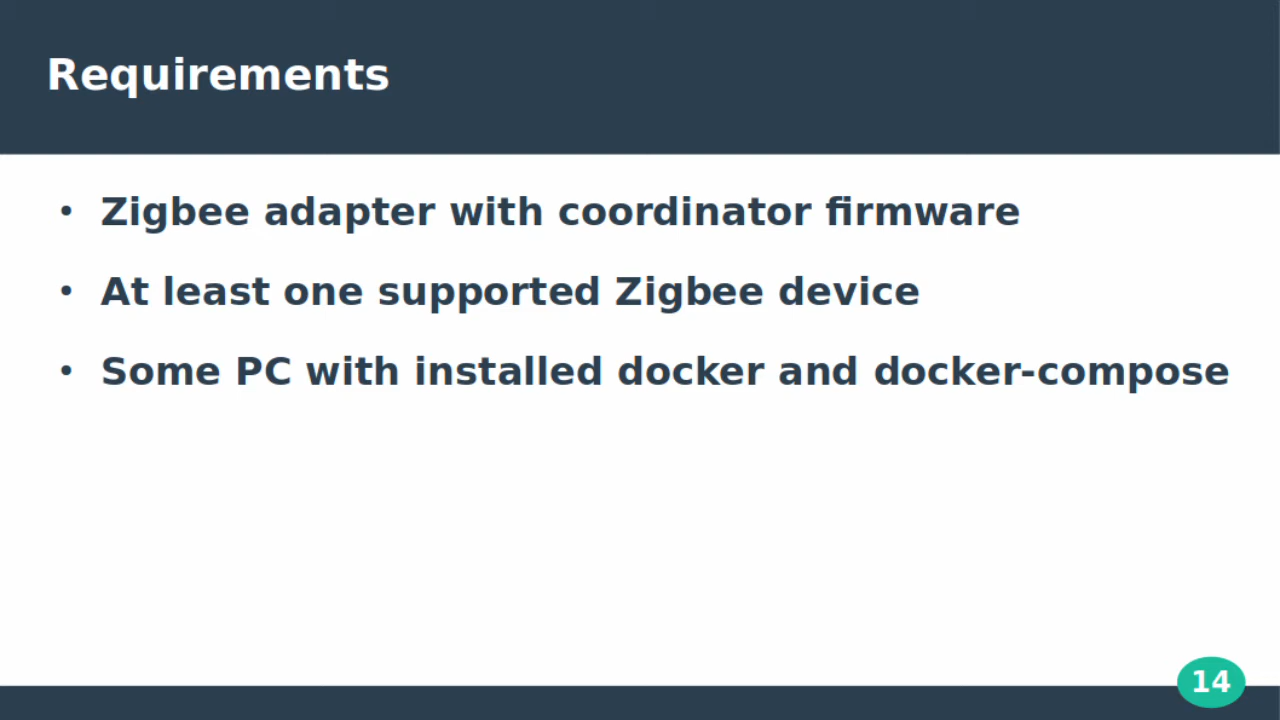 Requirements
• Zigbee adapter with coordinator firmware
• At least one supported Zigbee device
• Some PC with installed docker and docker-compose
14